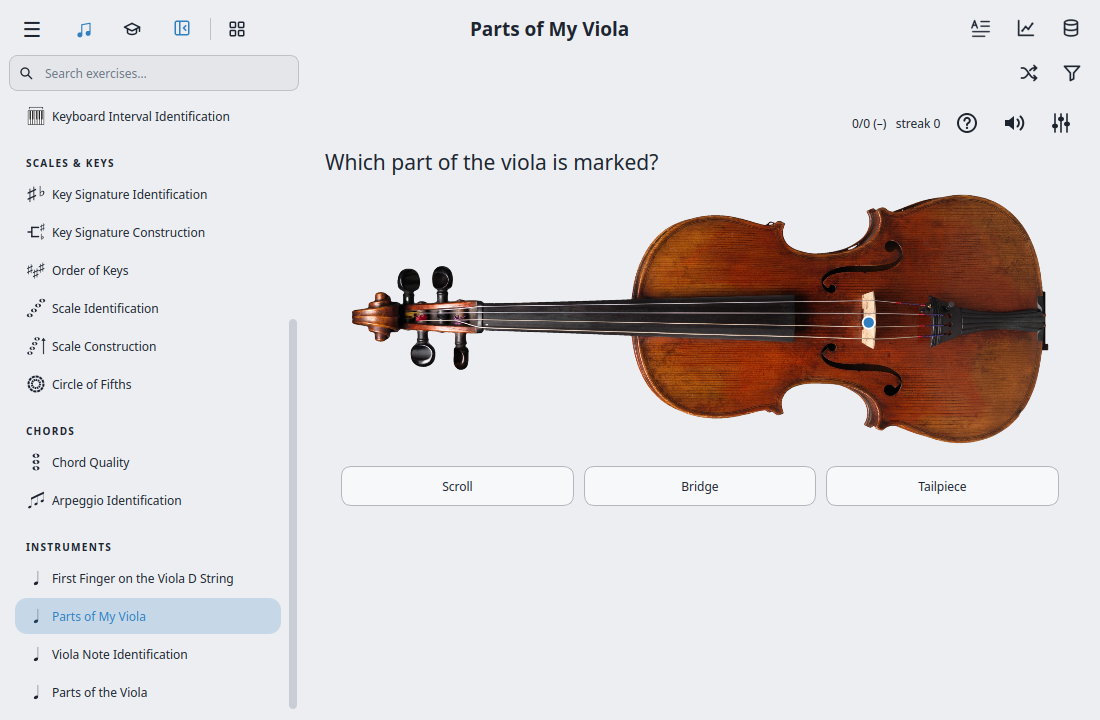 Parts of My Viola
Search exercises...
Keyboard Interval Identification
SCALES & KEYS
Key Signature Identification
Key Signature Construction
Order of Keys
Scale Identification
Scale Construction
Circle of Fifths
CHORDS
Chord Quality
Arpeggio Identification
INSTRUMENTS
First Finger on the Viola D String
Parts of My Viola
Viola Note Identification
Parts of the Viola
0/0 (–) streak 0
Which part of the viola is marked?
Scroll
Bridge
Tailpiece